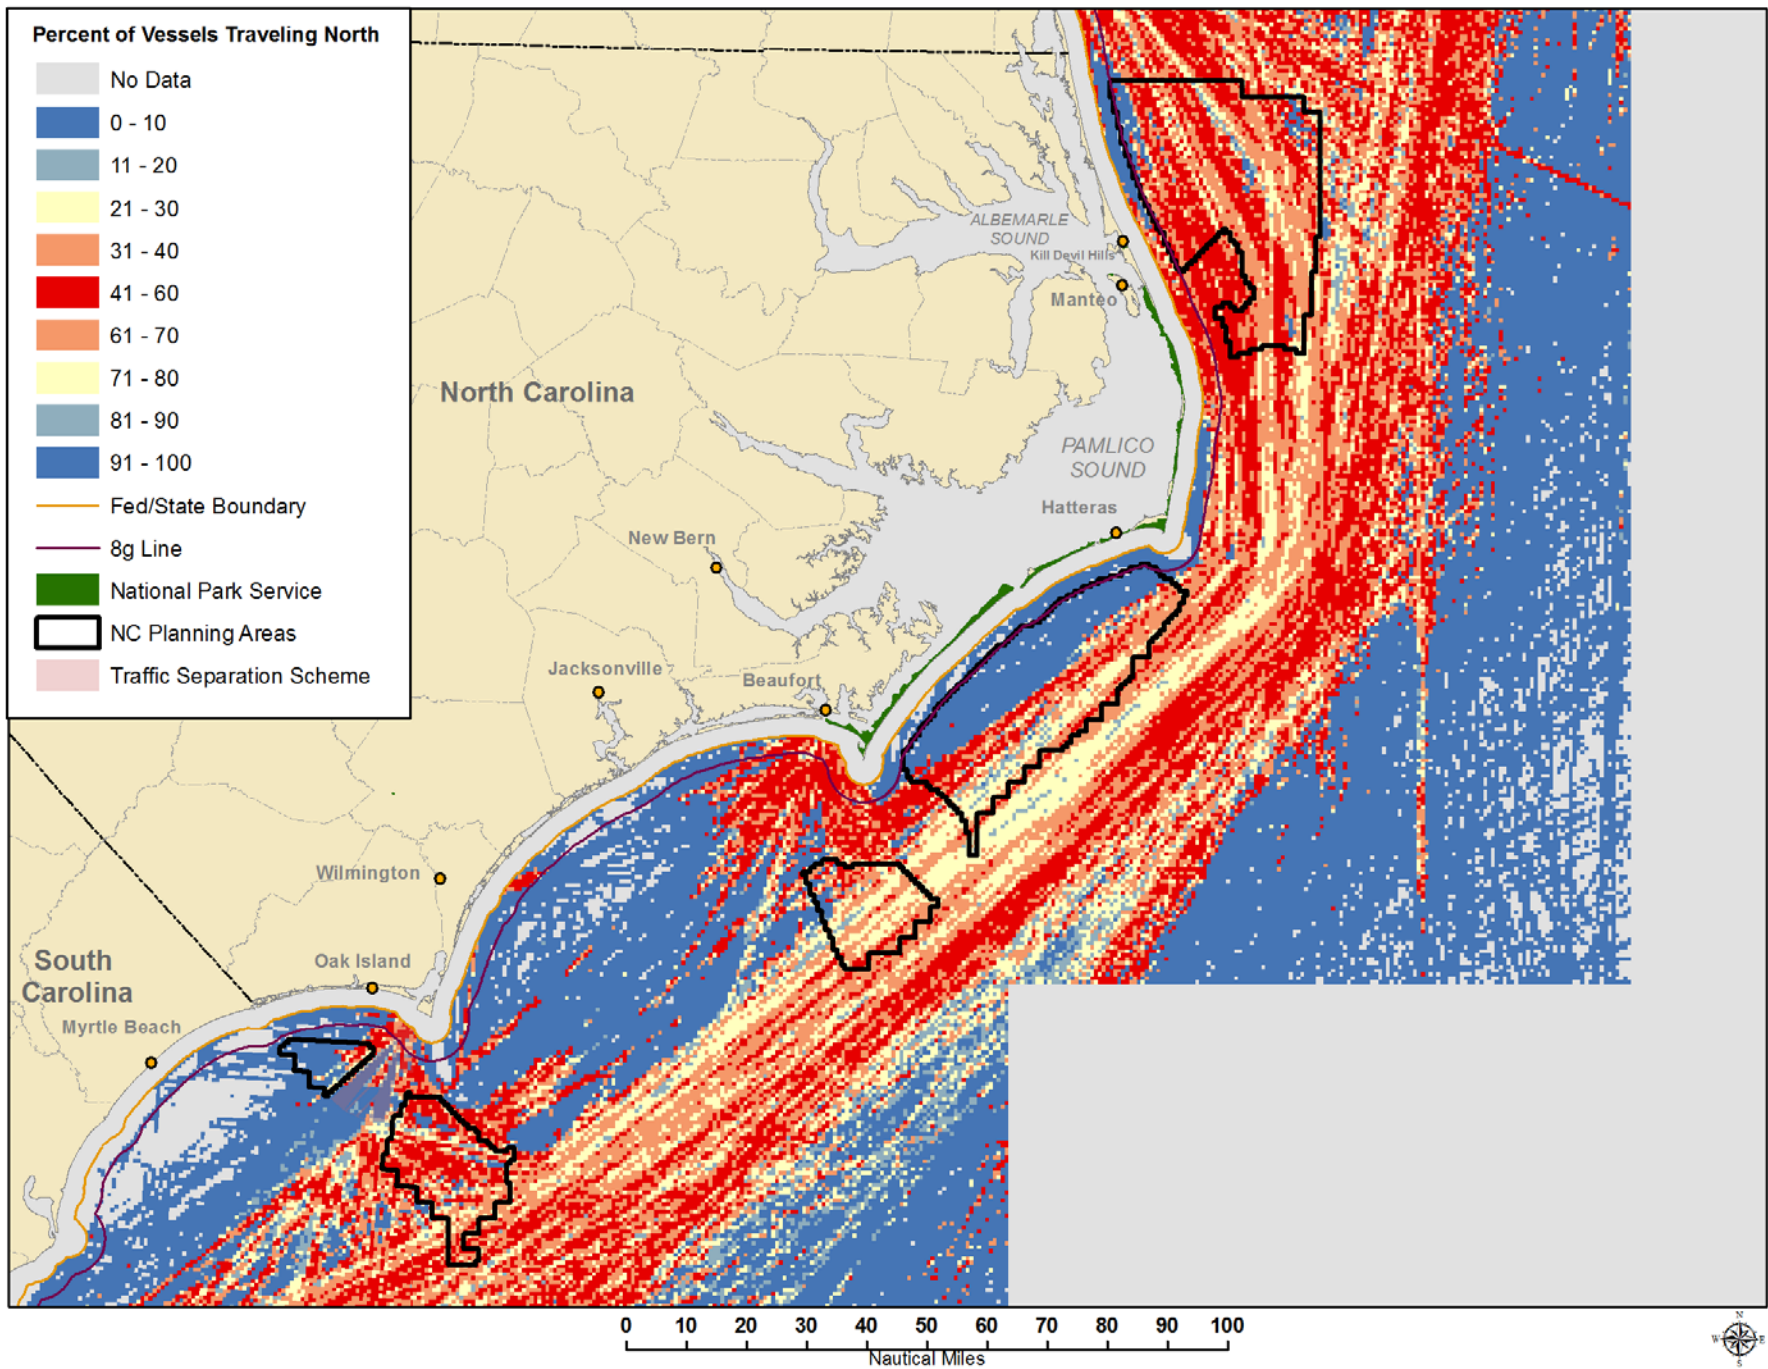 Percent of Vessels Traveling North
No Data
0 - 10
11 - 20
21 - 30
31 - 40
41 - 60
61 - 70
71 - 80
81 - 90
91 - 100
Fed/State Boundary
8g Line
National Park Service
NC Planning Areas
Traffic Separation Scheme
ALBEMARLE
SOUND
Kill Devil Hills
Manteo
North Carolina
PAMLICO
SOUND
Hatteras
New Bern
Jacksonville
Beaufort
Wilmington
Oak Island
South
Carolina
Myrtle Beach
0 10 20 30 40 50 60 70 80 90 100
Nautical Miles
N
W E
S